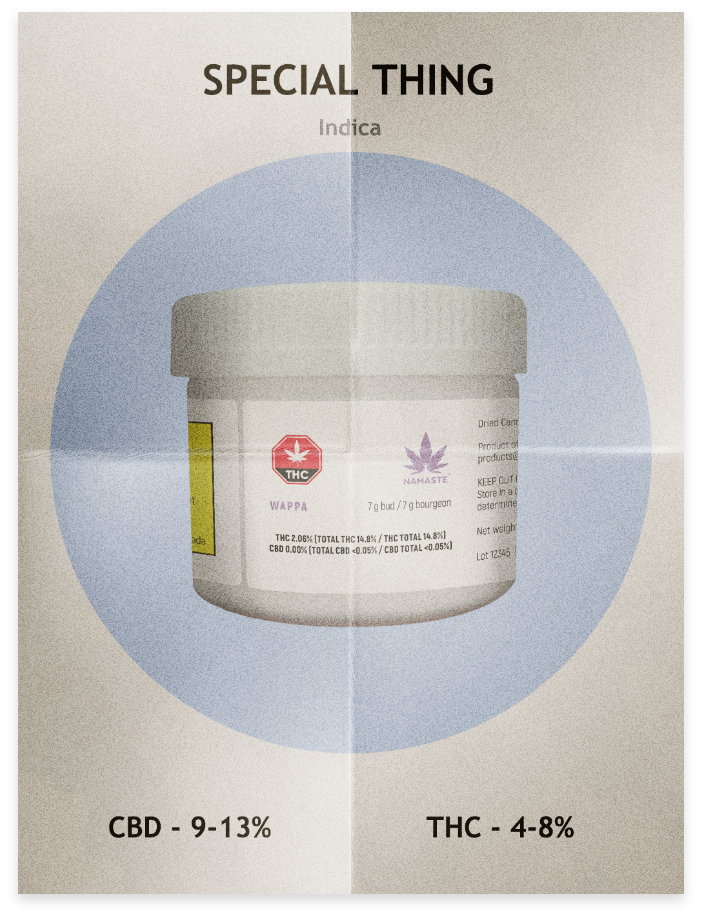 SPECIAL THING
Indica
THC
WAPPA
NAMASTE
7 g bud / 7 g bourgeon
THC 2.06% (TOTAL THC 14.8% / THC TOTAL 14.8%)
CBD 0.00% (TOTAL CBD <0.05% / CBD TOTAL <0.05%)
Dried
Product
products@
KEEP OUT
Store in a
determine
Net weight
Lot 12345
CBD - 9-13%
THC - 4-8%